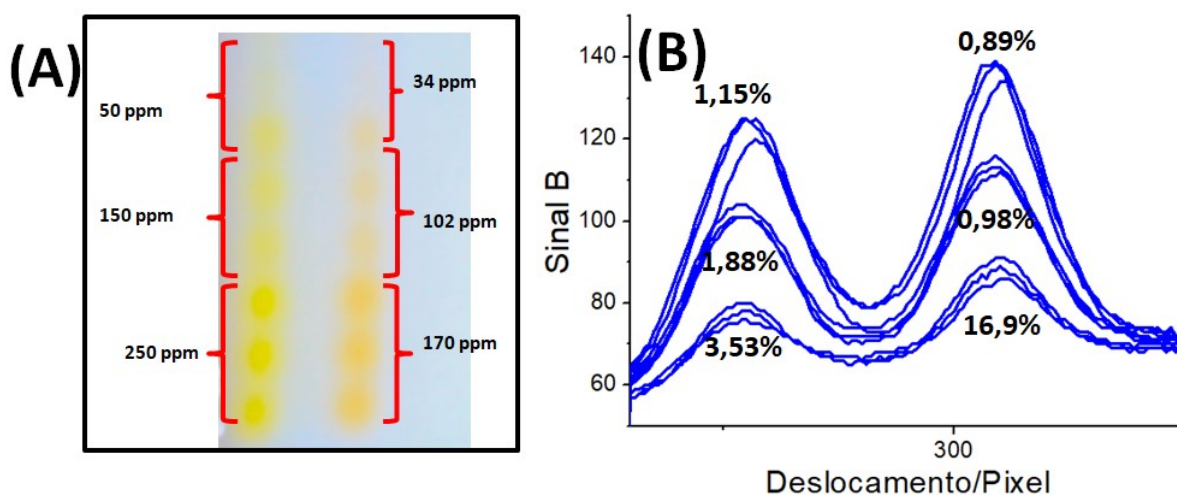 (A)
50 ppm
150 ppm
250 ppm
34 ppm
102 ppm
170 ppm
(B)
Sinal B
140
120
100
80
60
1,15%
0,89%
1,88%
0,98%
3,53%
16,9%
300
Deslocamento/Pixel